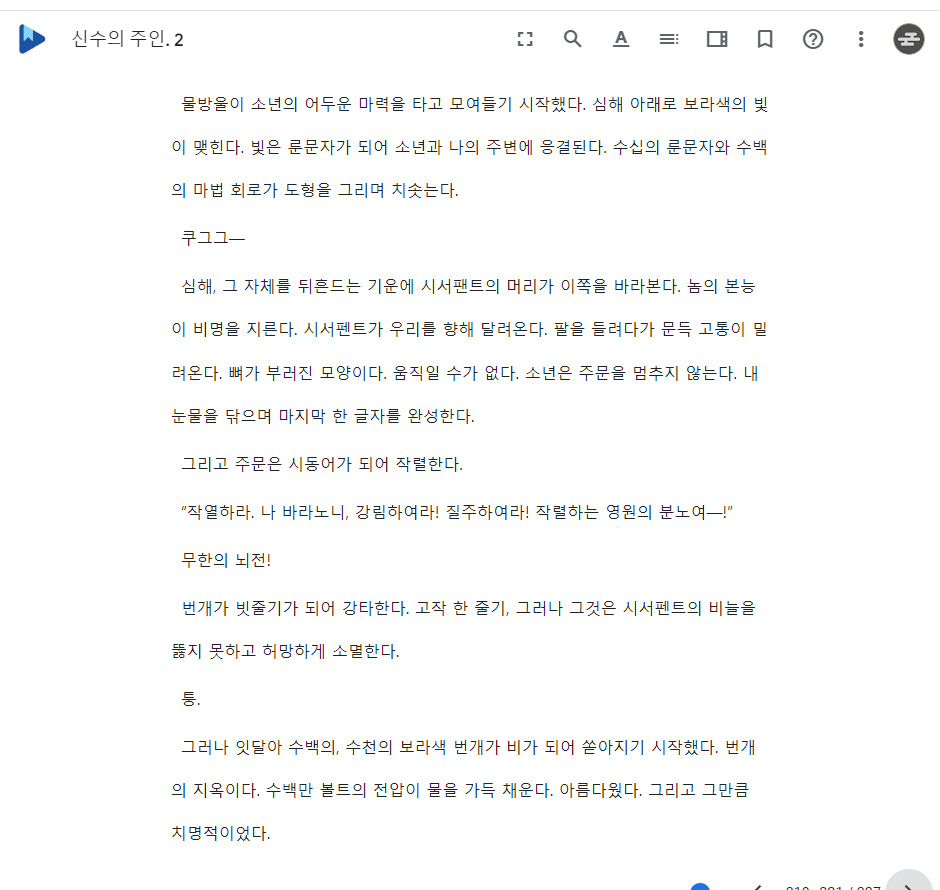 신수의 주인. 2
물방울이 소년의 어두운 마력을 타고 모여들기 시작했다. 심해 아래로 보라색의 빛
이 맺힌다. 빛은 룬문자가 되어 소년과 나의 주변에 응결된다. 수십의 룬문자와 수백
의 마법 회로가 도형을 그리며 치솟는다.
쿠그그—
심해, 그 자체를 뒤흔드는 기운에 시서팬트의 머리가 이쪽을 바라본다. 놈의 본능
이 비명을 지른다. 시서펜트가 우리를 향해 달려온다. 팔을 들려다가 문득 고통이 밀
려온다. 뼈가 부러진 모양이다. 움직일 수가 없다. 소년은 주문을 멈추지 않는다. 내
눈물을 닦으며 마지막 한 글자를 완성한다.
그리고 주문은 시동어가 되어 작렬한다.
“작열하라. 나 바라노니, 강림하여라! 질주하여라! 작렬하는 영원의 분노여—!”
무한의 뇌전!
번개가 빗줄기가 되어 강타한다. 고작 한 줄기, 그러나 그것은 시서펜트의 비늘을
뚫지 못하고 허망하게 소멸한다.
퉁.
그러나 잇달아 수백의, 수천의 보라색 번개가 비가 되어 쏟아지기 시작했다. 번개
의 지옥이다. 수백만 볼트의 전압이 물을 가득 채운다. 아름다웠다. 그리고 그만큼
치명적이었다.